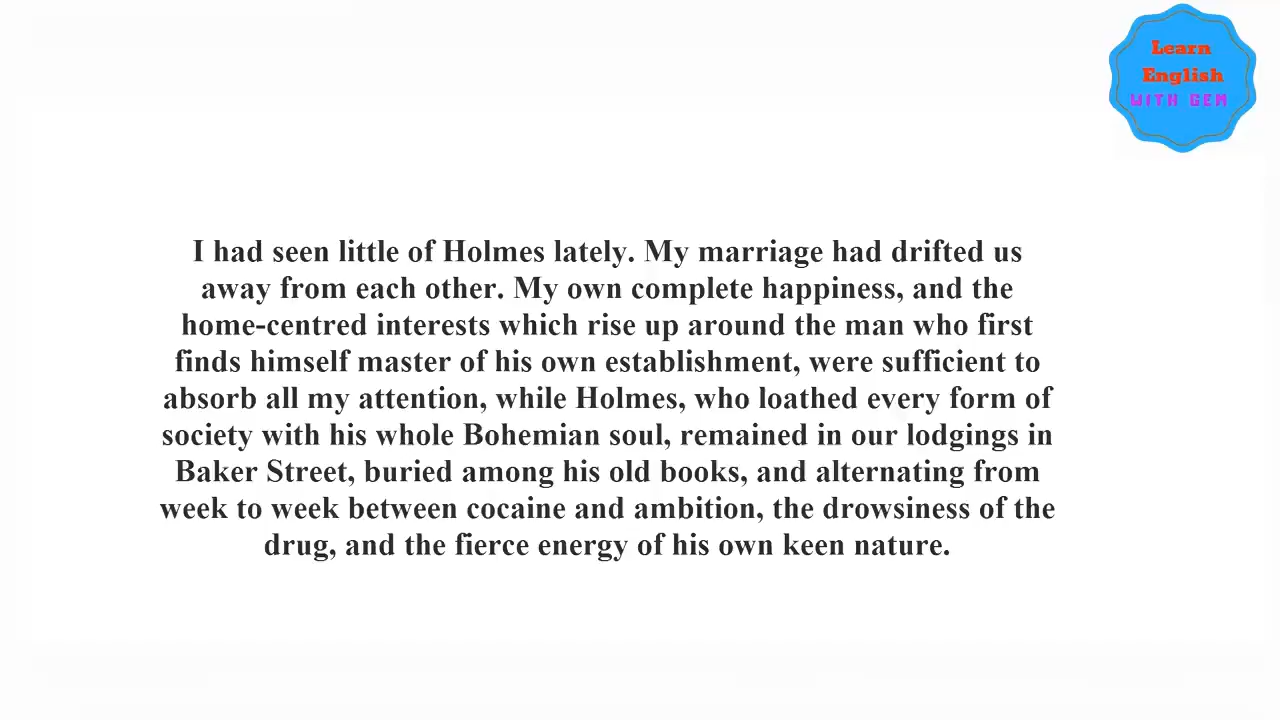 Learn
English
WITH GEM
I had seen little of Holmes lately. My marriage had drifted us
away from each other. My own complete happiness, and the
home-centred interests which rise up around the man who first
finds himself master of his own establishment, were sufficient to
absorb all my attention, while Holmes, who loathed every form of
society with his whole Bohemian soul, remained in our lodgings in
Baker Street, buried among his old books, and alternating from
week to week between cocaine and ambition, the drowsiness of the
drug, and the fierce energy of his own keen nature.